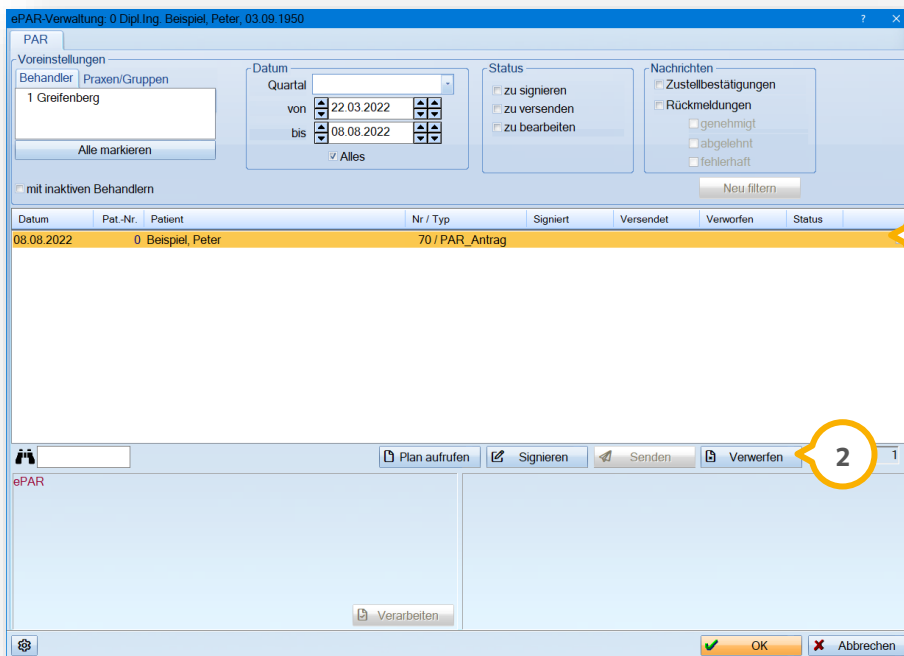 ePAR-Verwaltung: 0 Dipl.Ing. Beispiel, Peter, 03.09.1950 ? ×
PAR
Voreinstellungen
Behandler Praxen/Gruppen
1 Greifenberg
Alle markieren
mit inaktiven Behandlern
Datum
Quartal
von 22.03.2022
bis 08.08.2022
Alles
Status
zu signieren
zu versenden
zu bearbeiten
Nachrichten
Zustellbestätigungen
Rückmeldungen
genehmigt
abgelehnt
fehlerhaft
Neu filtern
Datum Pat.-Nr. Patient Nr / Typ Signiert Versendet Verworfen Status
08.08.2022 0 Beispiel, Peter 70 / PAR_Antrag
Plan aufrufen Signieren Senden Verwerfen 2 1
ePAR
Verarbeiten
OK Abbrechen